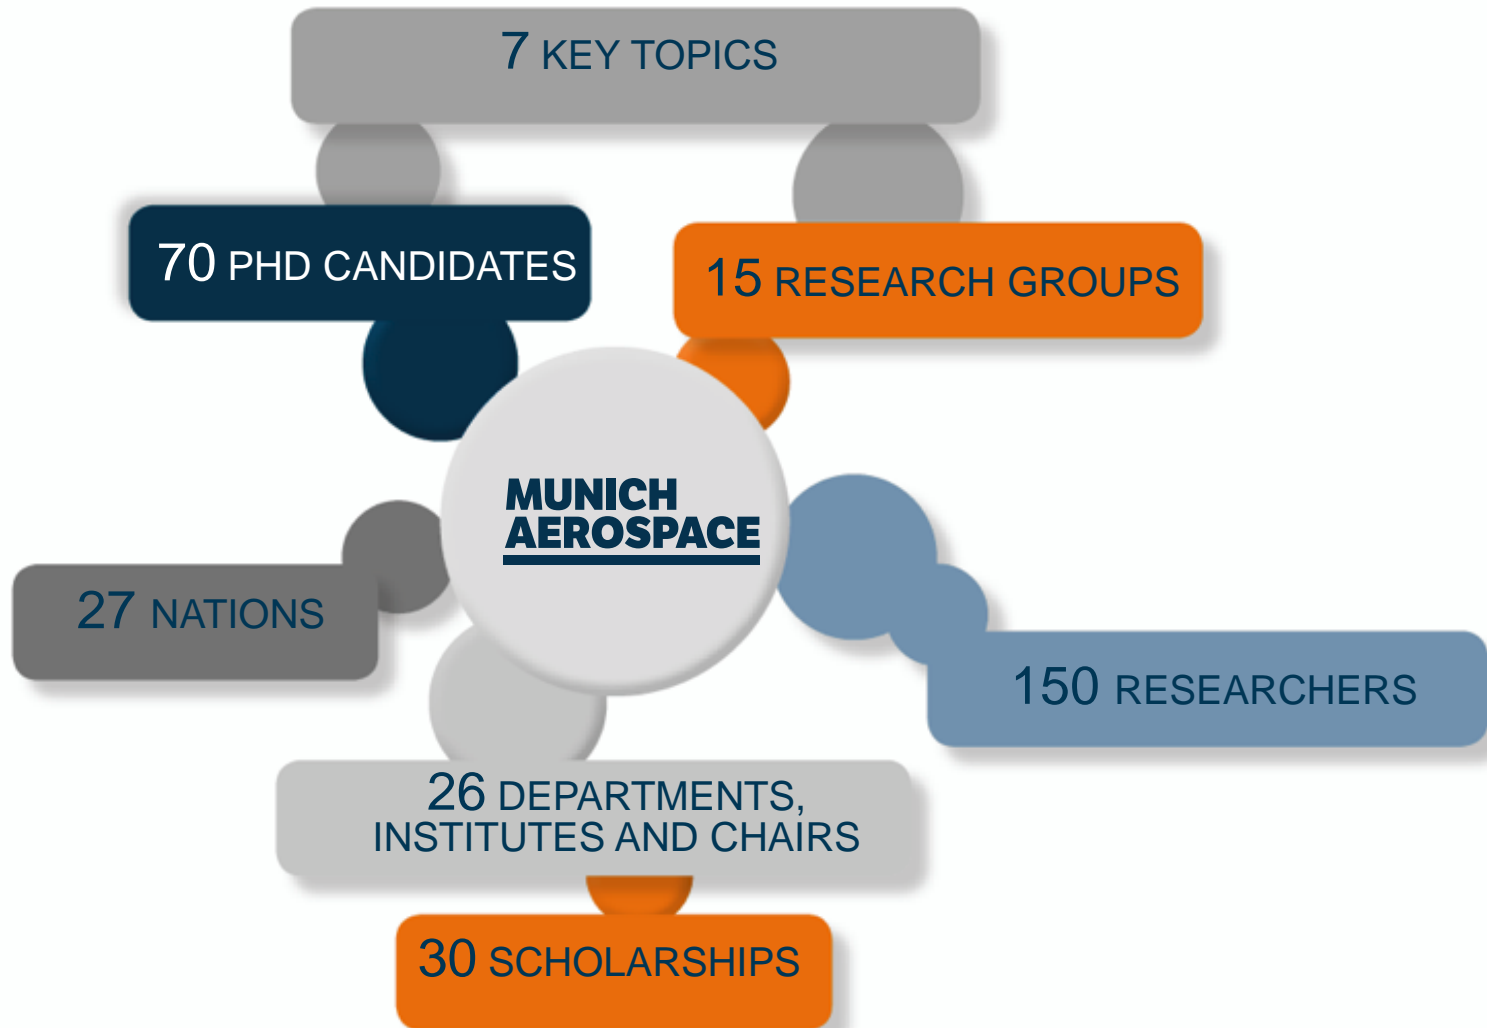 7 KEY TOPICS
70 PHD CANDIDATES
15 RESEARCH GROUPS
MUNICH
AEROSPACE
27 NATIONS
150 RESEARCHERS
26 DEPARTMENTS,
INSTITUTES AND CHAIRS
30 SCHOLARSHIPS